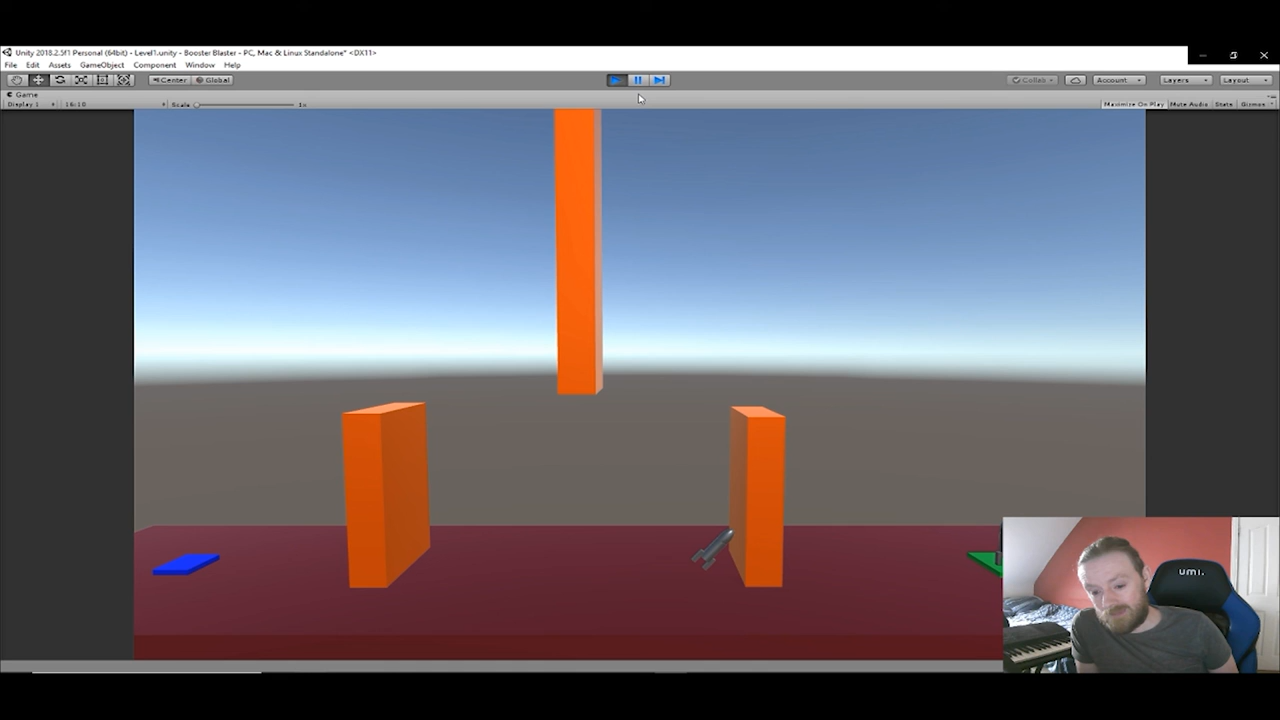 Unity 2018.2.5f1 Personal (64bit) - Level1.unity - Booster Blaster - PC, Mac & Linux Standalone* <DX11>
File Edit Assets GameObject Component Window Help
Center Global Collab Account Layers Layout
Game
Display 1 16:10 Scale 1x Maximize On Play Mute Audio Stats Gizmos
umi.